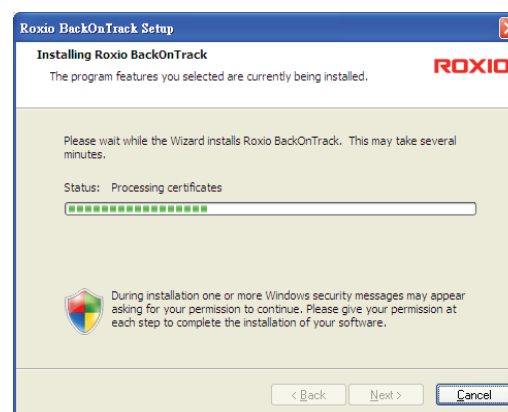 Roxio BackOnTrack Setup
Installing Roxio BackOnTrack
The program features you selected are currently being installed.
ROXIO
Please wait while the Wizard installs Roxio BackOnTrack. This may take several
minutes.
Status: Processing certificates
During installation one or more Windows security messages may appear
asking for your permission to continue. Please give your permission at
each step to complete the installation of your software.
< Back Next > Cancel